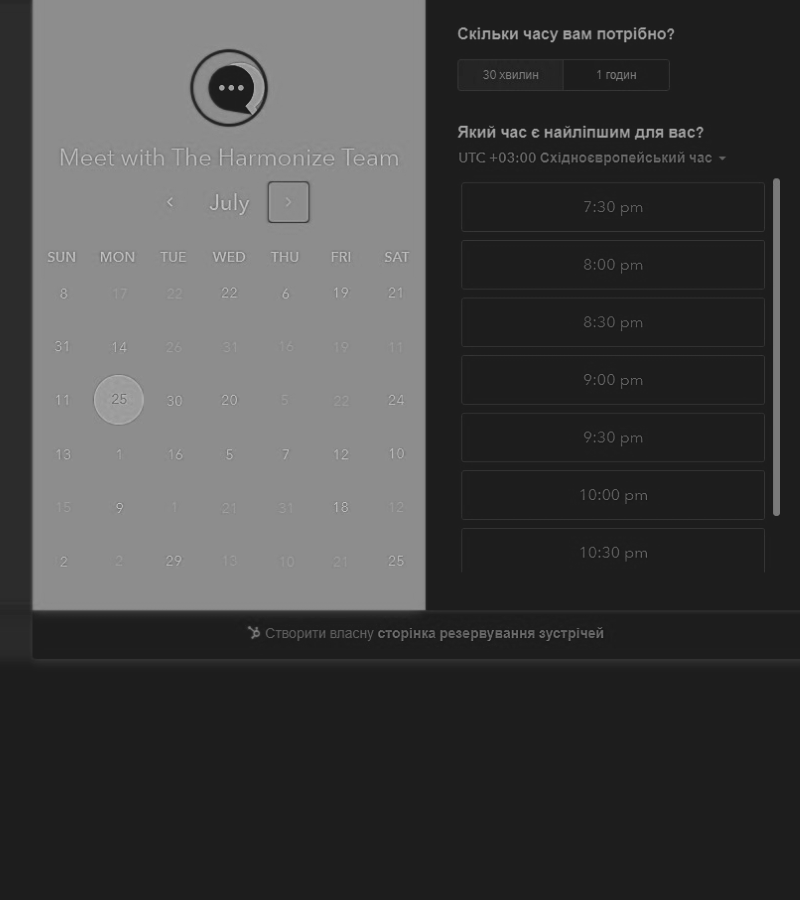 Meet with The Harmonize Team
July
SUN MON TUE WED THU FRI SAT
8 17 22 22 6 19 21
31 14 26 31 16 19 11
11 25 30 20 5 22 24
13 1 16 5 7 12 10
15 9 1 21 31 18 12
2 2 29 13 10 21 25
Скільки часу вам потрібно?
30 хвилин 1 годин
Який час є найліпшим для вас?
UTC +03:00 Східноєвропейський час
7:30 pm
8:00 pm
8:30 pm
9:00 pm
9:30 pm
10:00 pm
10:30 pm
Створити власну сторінка резервування зустрічей